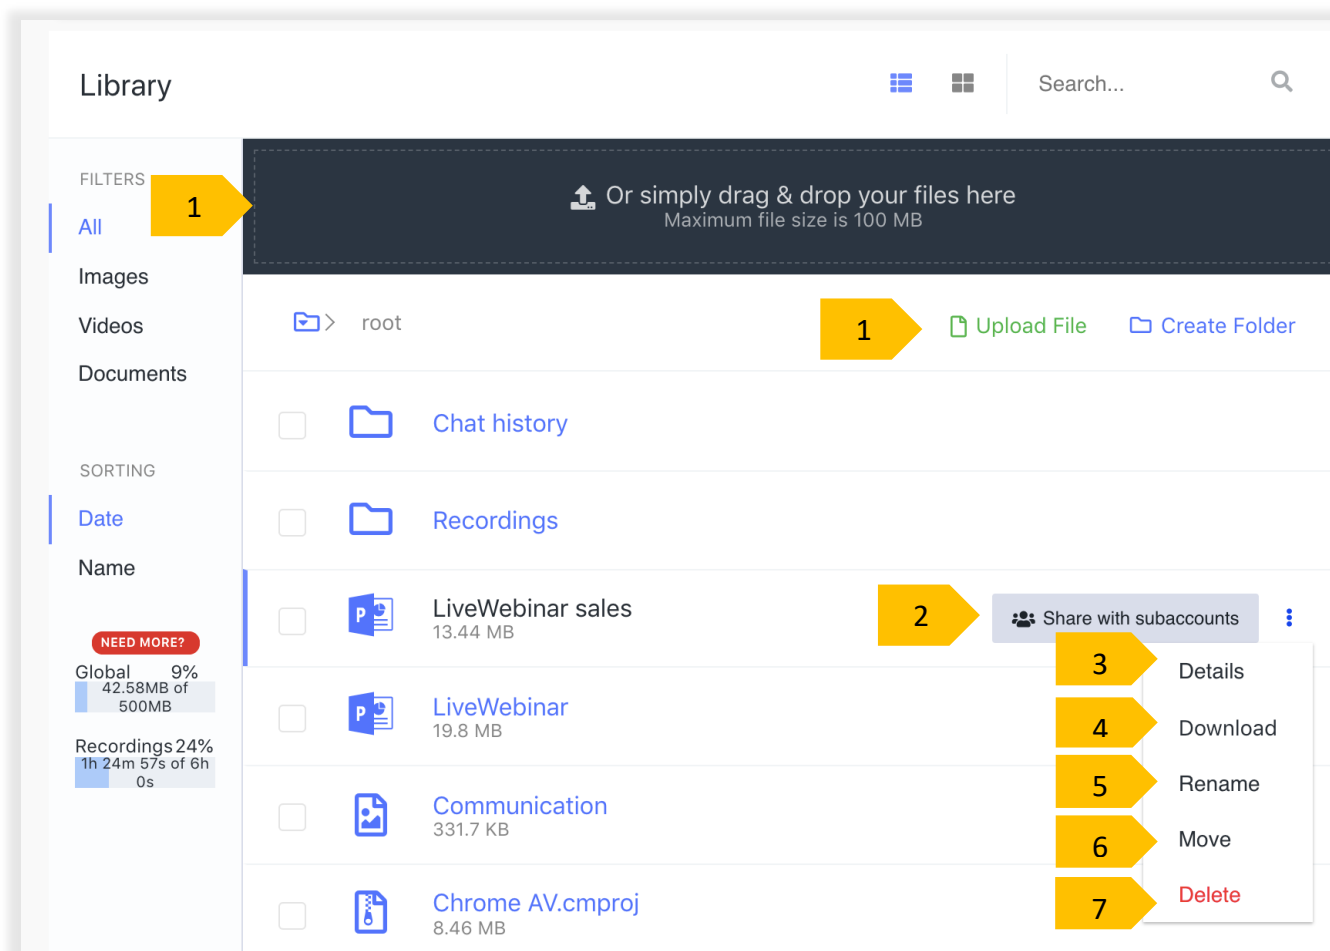 Library
Search...
FILTERS
1
All
Images
Videos
Documents
SORTING
Date
Name
NEED MORE?
Global 9%
42.58MB of
500MB
Recordings 24%
1h 24m 57s of 6h
0s
Or simply drag & drop your files here
Maximum file size is 100 MB
root
1
Upload File
Create Folder
Chat history
Recordings
LiveWebinar sales
13.44 MB
2
Share with subaccounts
3
Details
4
Download
5
Rename
6
Move
7
Delete
P
LiveWebinar
19.8 MB
P
Communication
331.7 KB
Chrome AV.cmproj
8.46 MB